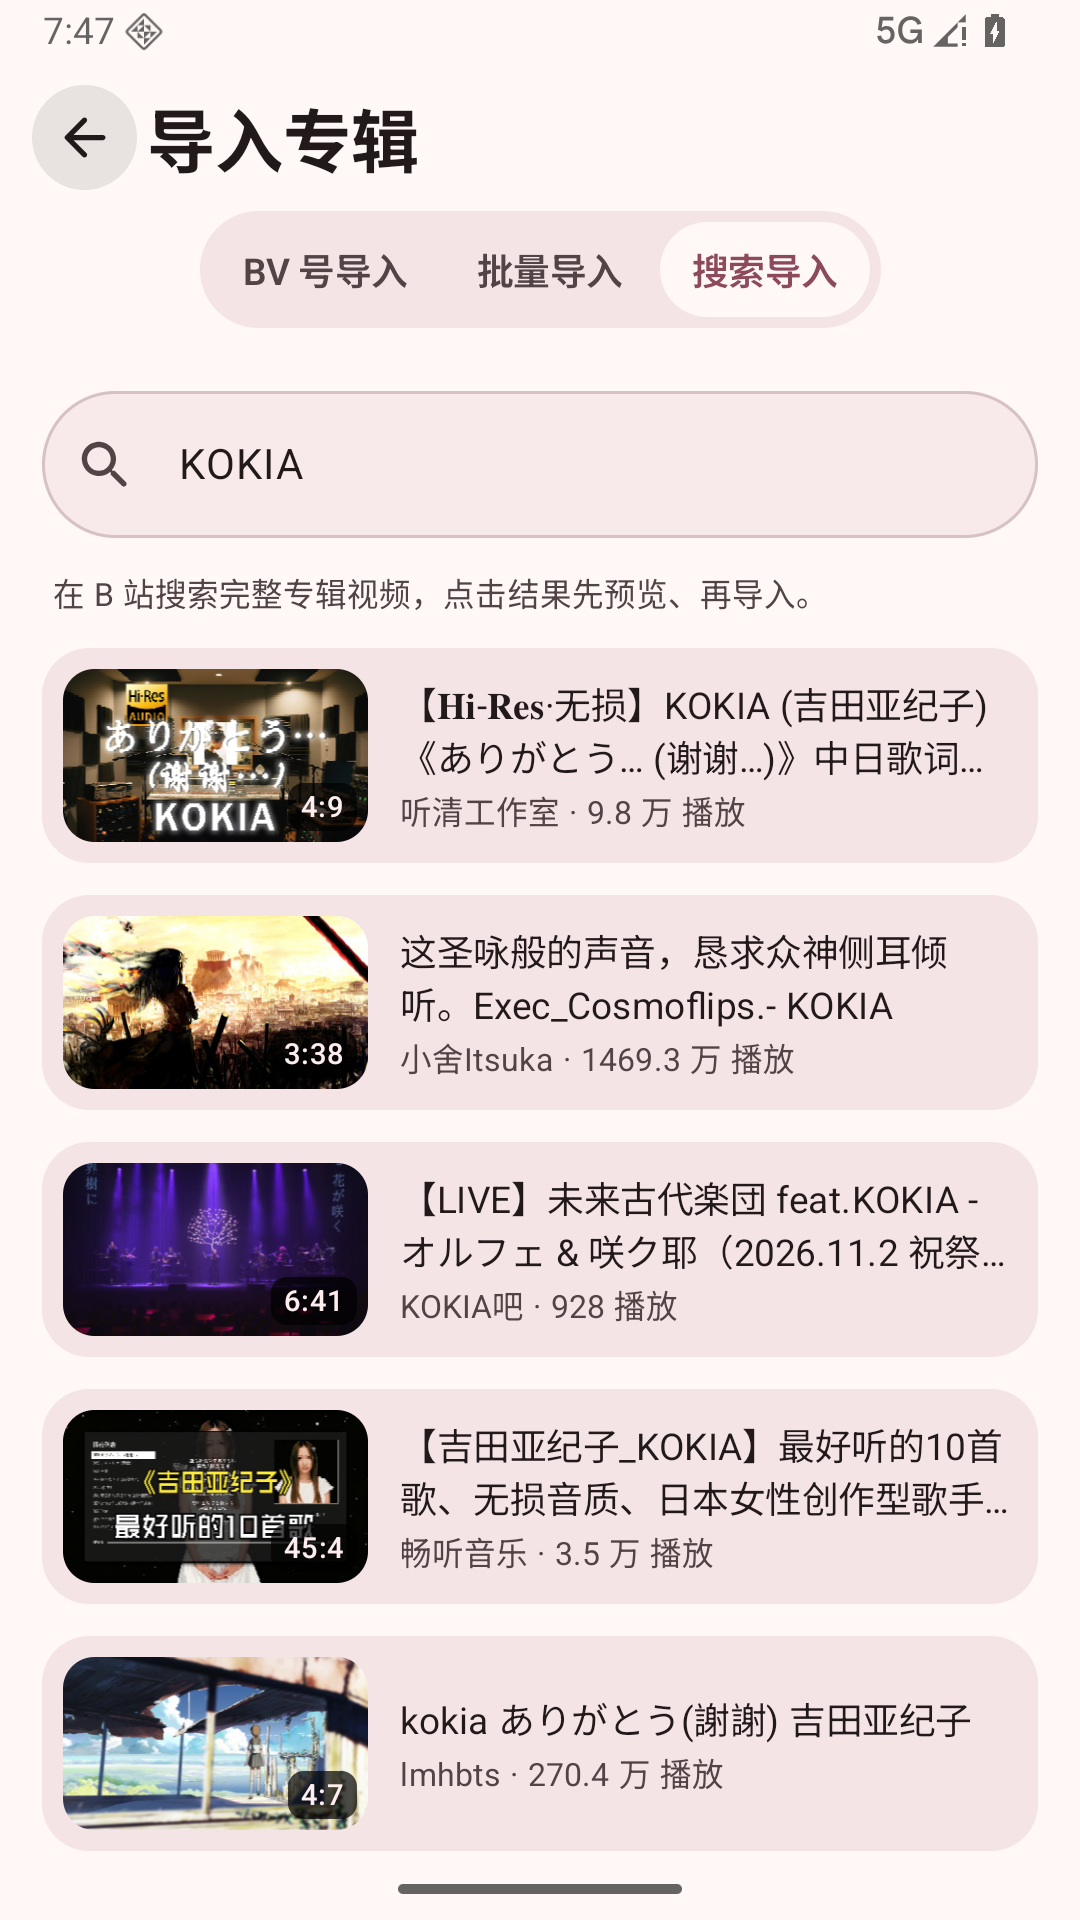 7:47
5G
导入专辑
BV 号导入
批量导入
搜索导入
KOKIA
在 B 站搜索完整专辑视频，点击结果先预览、再导入。
Hi-Res
AUDIO
ありがとう…
(谢谢…)
KOKIA
4:9
【Hi-Res·无损】KOKIA (吉田亚纪子)
《ありがとう… (谢谢…)》中日歌词…
听清工作室 · 9.8 万 播放
3:38
这圣咏般的声音，恳求众神侧耳倾
听。Exec_Cosmoflips.- KOKIA
小舍Itsuka · 1469.3 万 播放
界樹に
花が咲く
6:41
【LIVE】未来古代楽団 feat.KOKIA -
オルフェ & 咲ク耶（2026.11.2 祝祭…
KOKIA吧 · 928 播放
《吉田亚纪子》
最好听的10首歌
45:4
【吉田亚纪子_KOKIA】最好听的10首
歌、无损音质、日本女性创作型歌手…
畅听音乐 · 3.5 万 播放
4:7
kokia ありがとう(謝謝) 吉田亚纪子
lmhbts · 270.4 万 播放